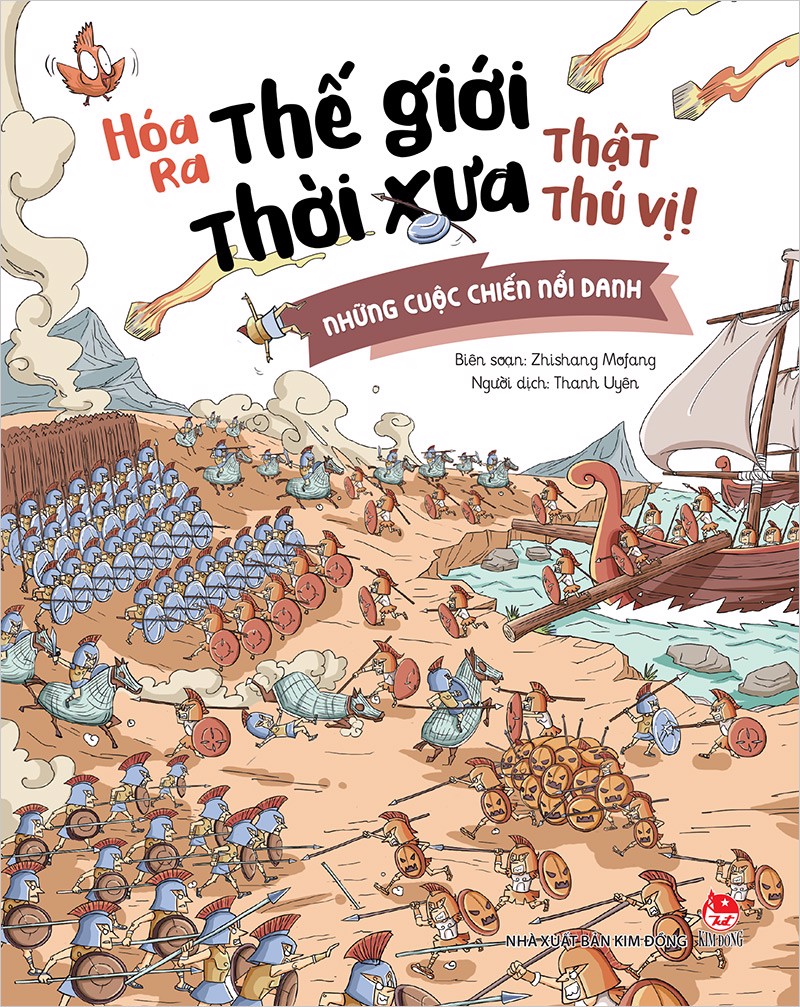 Hóa Ra Thế giới Thời xưa Thật Thú vị!
NHỮNG CUỘC CHIẾN NỔI DANH
Biên soạn: Zhishang Mofang
Người dịch: Thanh Uyên
NHÀ XUẤT BẢN KIM ĐỒNG
KIM ĐỒNG